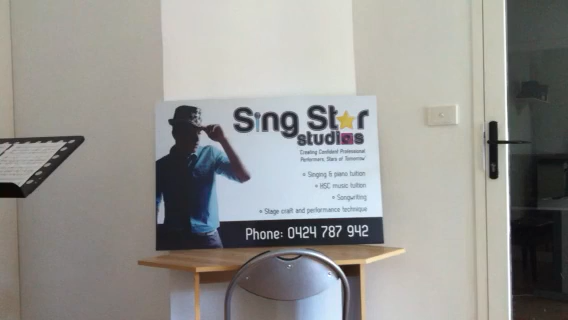 Sing Star
studios
Creating Confident Professional
Performers, Stars of Tomorrow
• Singing & piano tuition
• HSC music tuition
• Songwriting
• Stage craft and performance technique
Phone: 0424 787 942